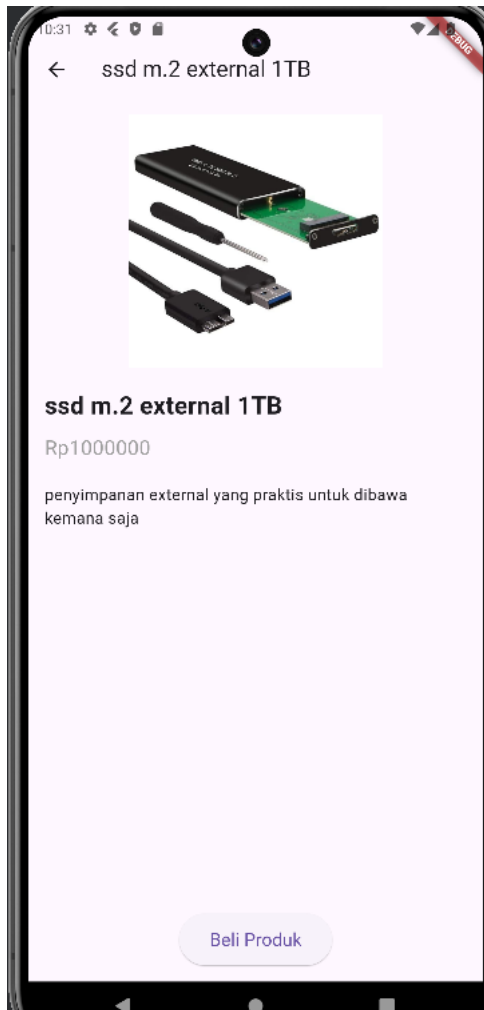 10:31
DEBUG
ssd m.2 external 1TB
ssd m.2 external 1TB
Rp1000000
penyimpanan external yang praktis untuk dibawa
kemana saja
Beli Produk